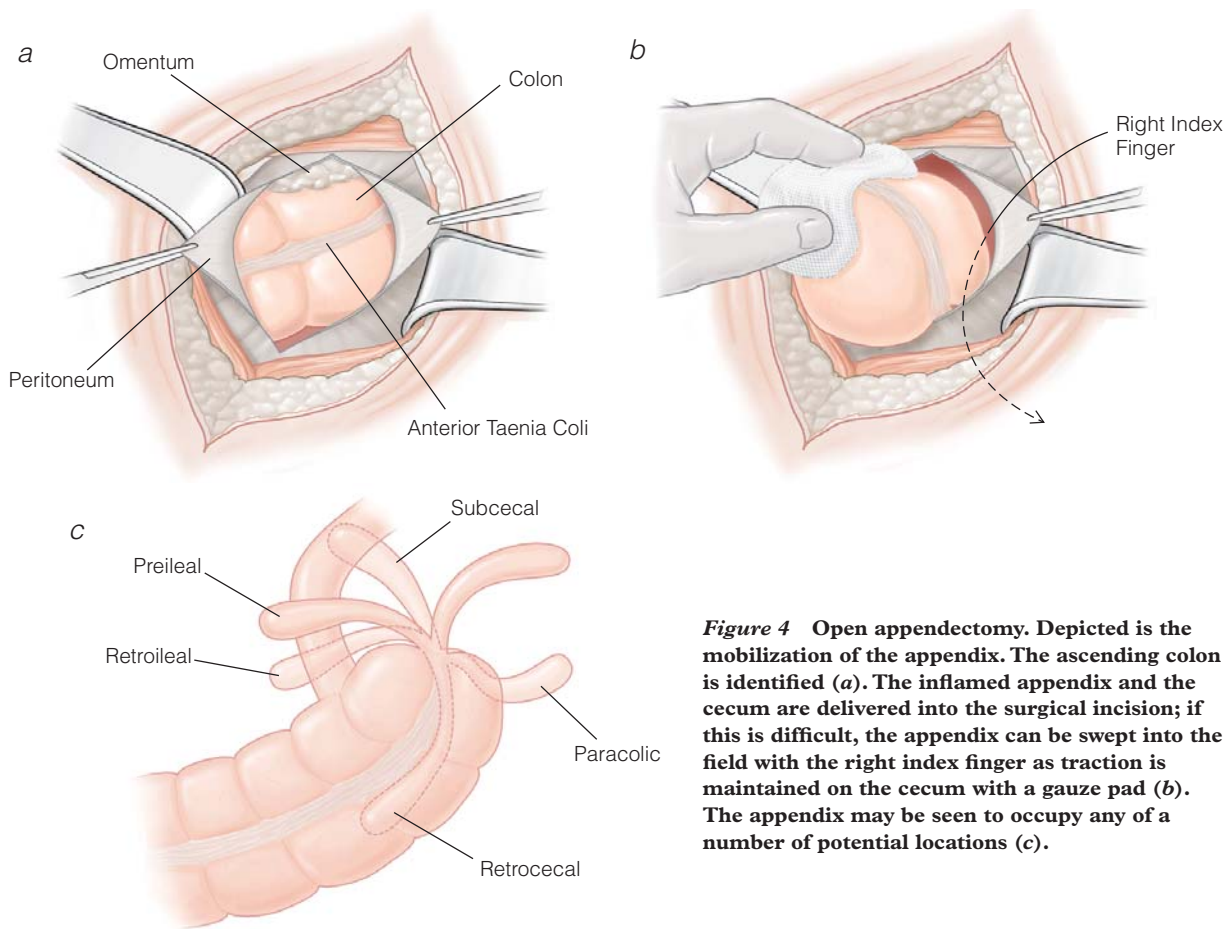 a
Omentum
Colon
Peritoneum
Anterior Taenia Coli
b
Right Index
Finger
c
Subcecal
Preileal
Retroileal
Paracolic
Retrocecal
Figure 4 Open appendectomy. Depicted is the
mobilization of the appendix. The ascending colon
is identified (a). The inflamed appendix and the
cecum are delivered into the surgical incision; if
this is difficult, the appendix can be swept into the
field with the right index finger as traction is
maintained on the cecum with a gauze pad (b).
The appendix may be seen to occupy any of a
number of potential locations (c).